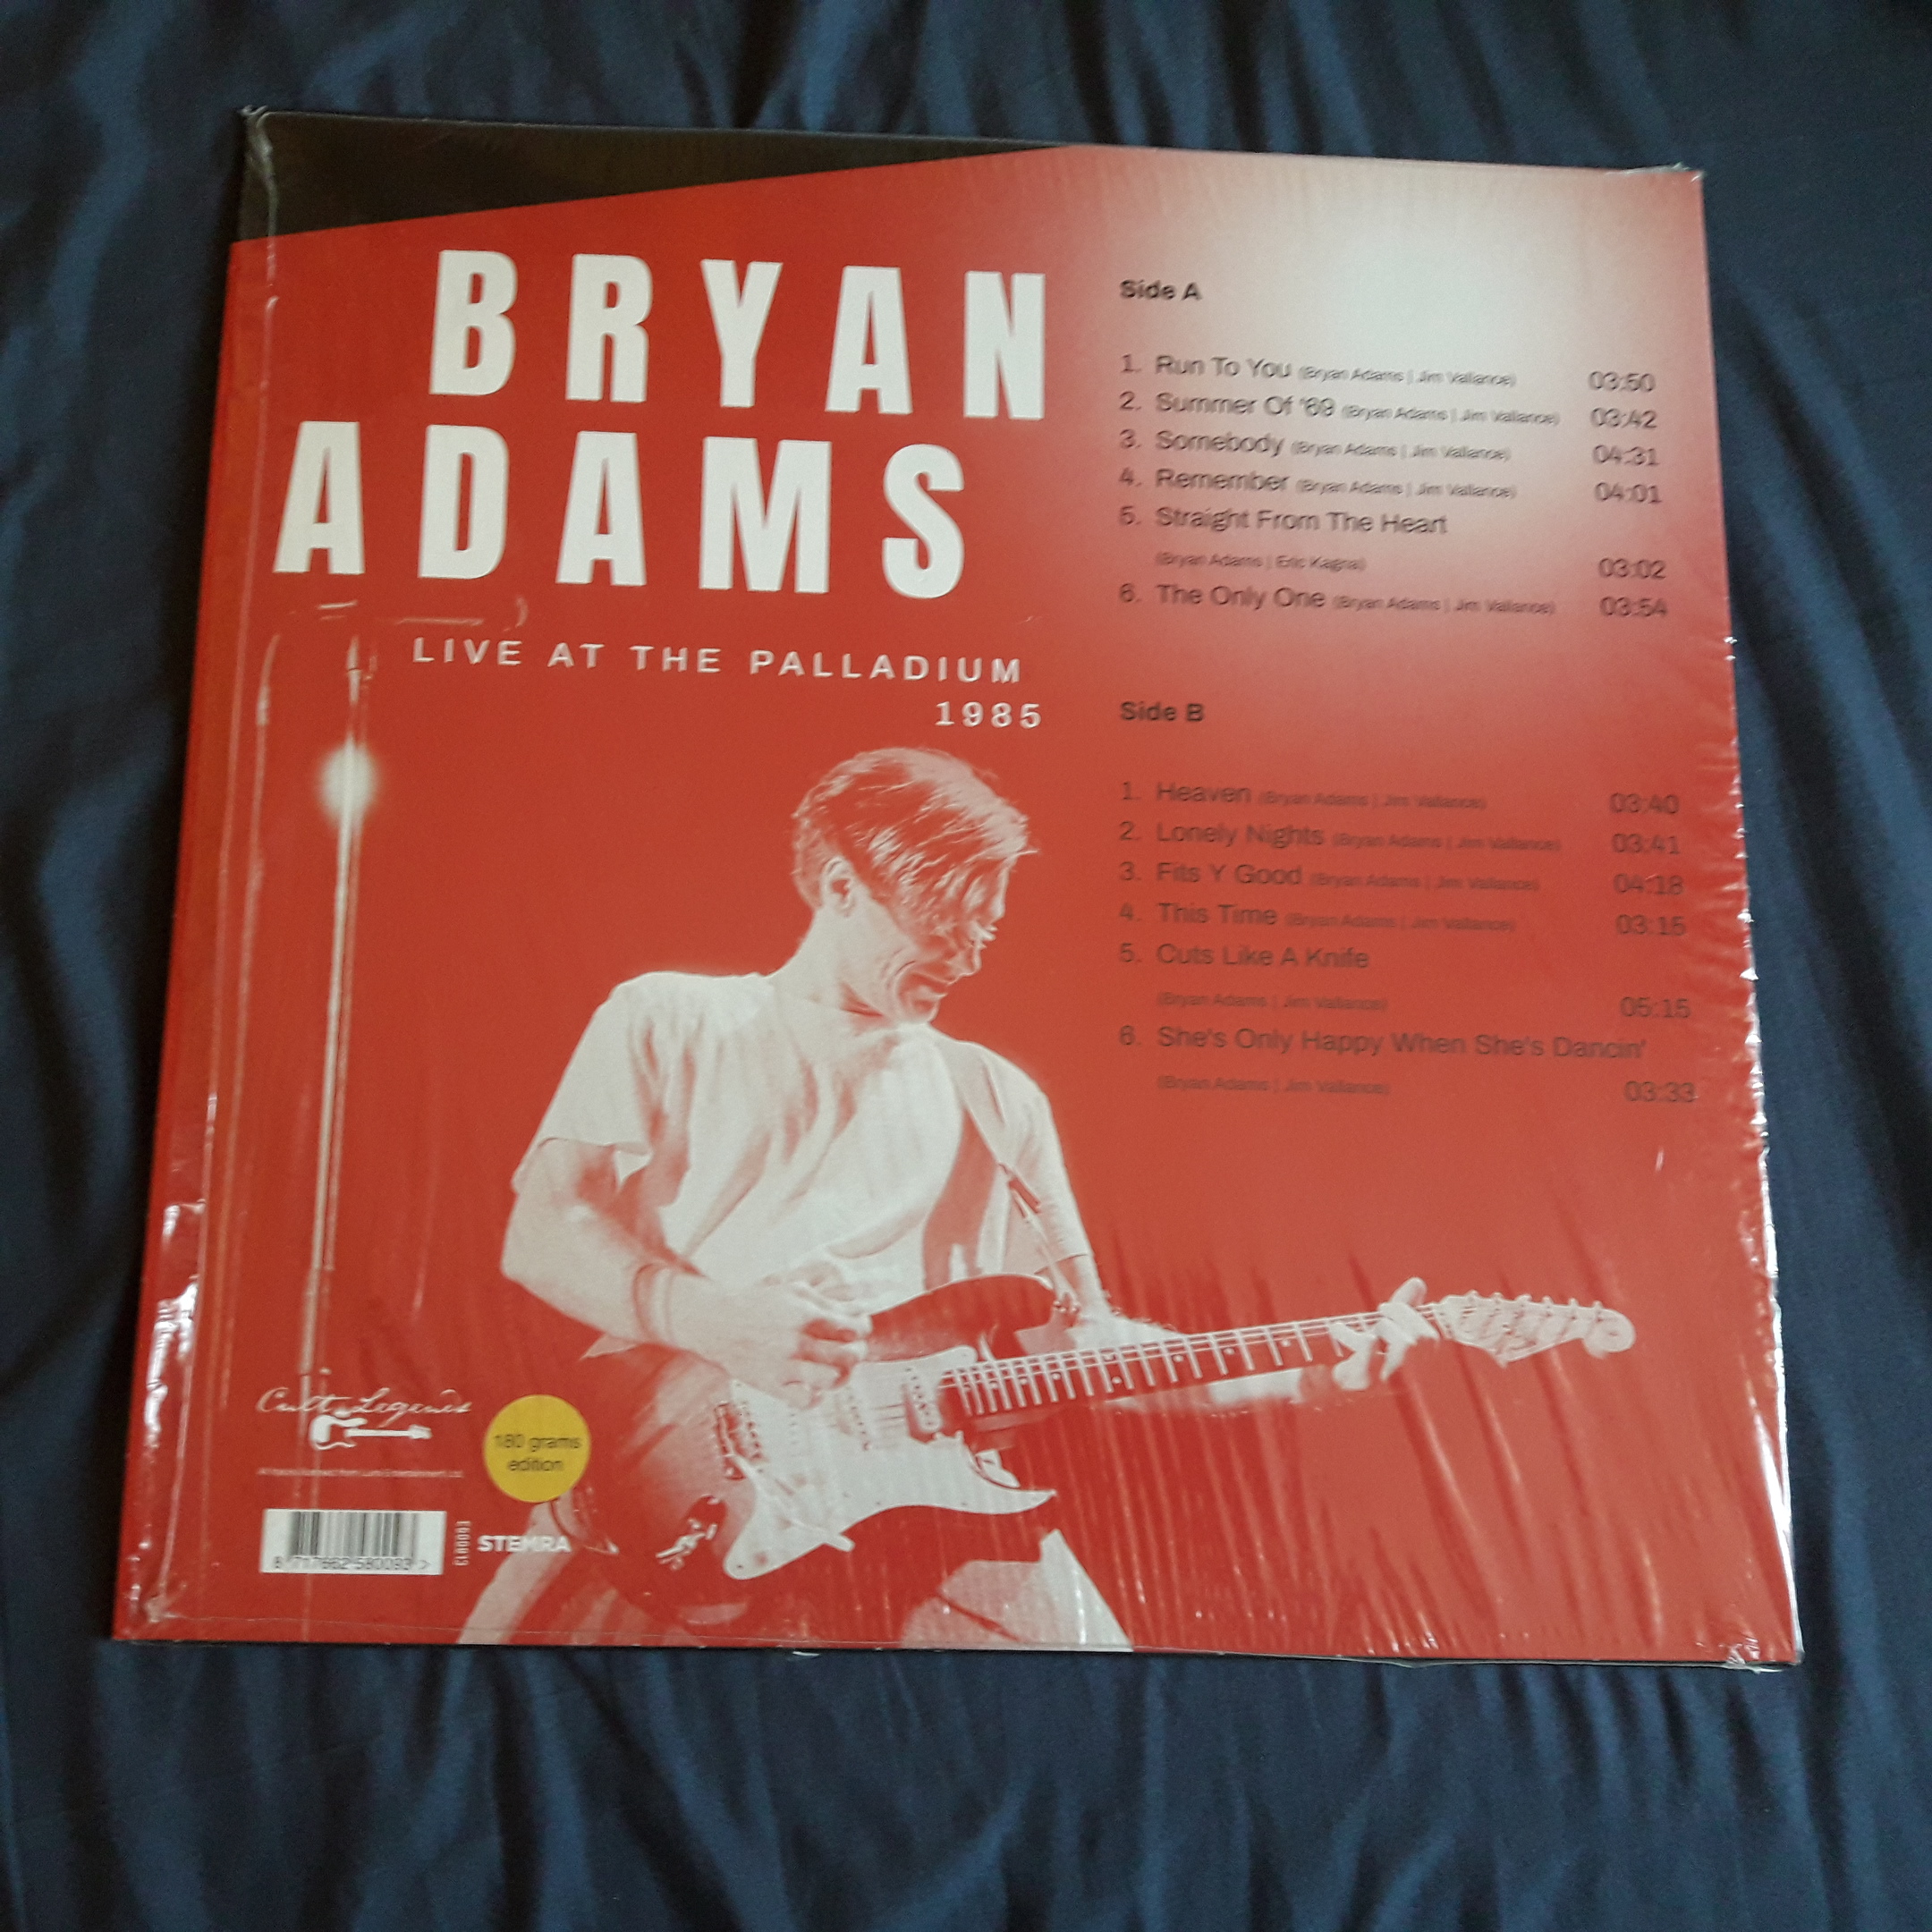 BRYAN
ADAMS
LIVE AT THE PALLADIUM
1985
Side A
1. Run To You (Bryan Adams | Jim Vallance) 03:50
2. Summer Of '69 (Bryan Adams | Jim Vallance) 03:42
3. Somebody (Bryan Adams | Jim Vallance) 04:31
4. Remember (Bryan Adams | Jim Vallance) 04:01
5. Straight From The Heart
(Bryan Adams | Eric Kagna) 03:02
6. The Only One (Bryan Adams | Jim Vallance) 03:54
Side B
1. Heaven (Bryan Adams | Jim Vallance) 03:40
2. Lonely Nights (Bryan Adams | Jim Vallance) 03:41
3. Fits Y Good (Bryan Adams | Jim Vallance) 04:18
4. This Time (Bryan Adams | Jim Vallance) 03:15
5. Cuts Like A Knife
(Bryan Adams | Jim Vallance) 05:15
6. She's Only Happy When She's Dancin'
(Bryan Adams | Jim Vallance) 03:33
Cult Legends
180 grams
edition
STEMRA